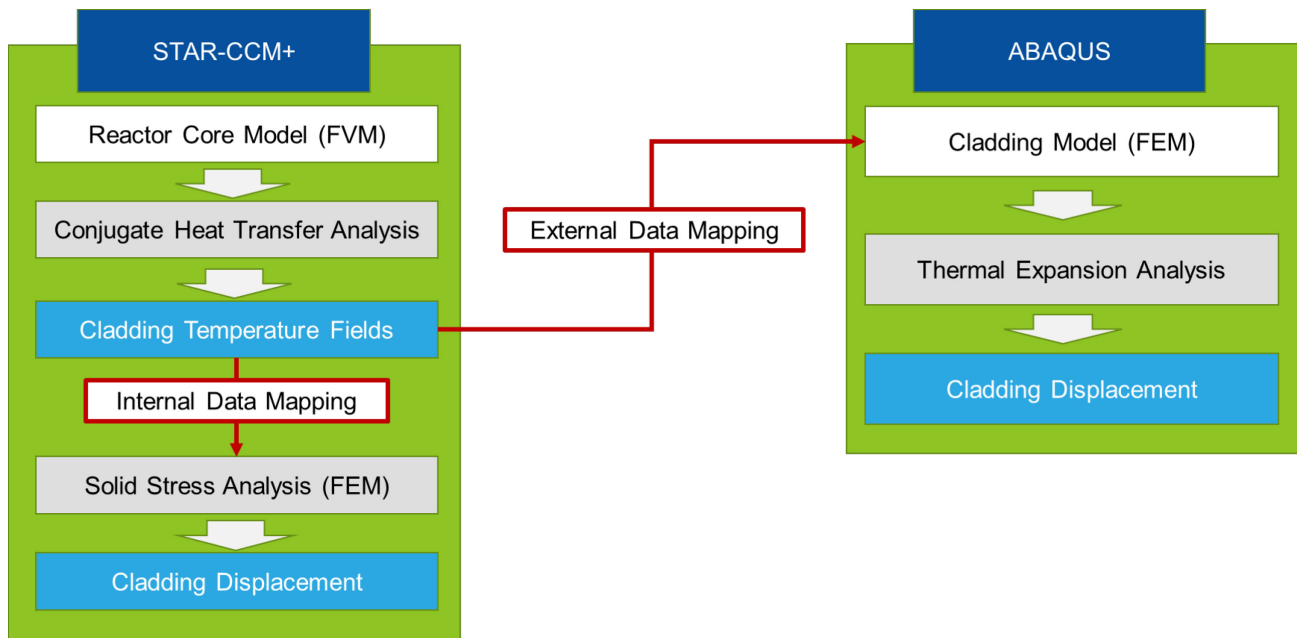 STAR-CCM+
Reactor Core Model (FVM)
Conjugate Heat Transfer Analysis
Cladding Temperature Fields
Internal Data Mapping
Solid Stress Analysis (FEM)
Cladding Displacement
External Data Mapping
ABAQUS
Cladding Model (FEM)
Thermal Expansion Analysis
Cladding Displacement